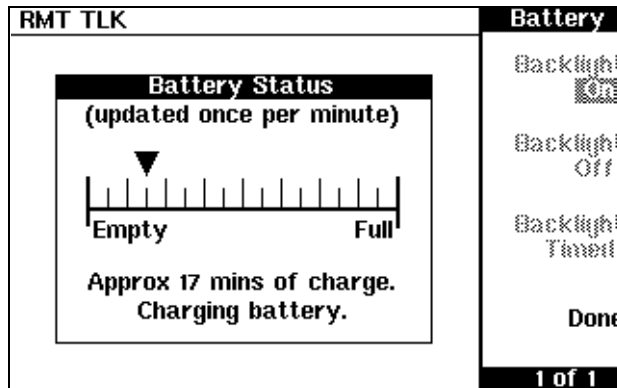 RMT TLK
Battery Status
(updated once per minute)
Empty
Full
Approx 17 mins of charge.
Charging battery.
Battery
Backlight
On
Backlight
Off
Backlight
Timed
Done
1 of 1